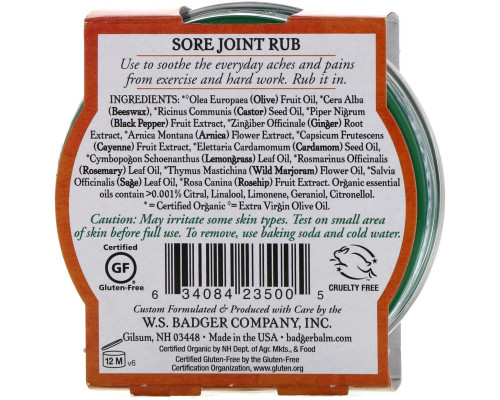 SORE JOINT RUB
Use to soothe the everyday aches and pains
from exercise and hard work. Rub it in.
INGREDIENTS: *°Olea Europaea (Olive) Fruit Oil, *Cera Alba
(Beeswax), *Ricinus Communis (Castor) Seed Oil, *Piper Nigrum
(Black Pepper) Fruit Extract, *Zingiber Officinale (Ginger) Root
Extract, *Arnica Montana (Arnica) Flower Extract, *Capsicum Frutescens
(Cayenne) Fruit Extract, *Elettaria Cardamomum (Cardamom) Seed Oil,
*Cymbopogon Schoenanthus (Lemongrass) Leaf Oil, *Rosmarinus Officinalis
(Rosemary) Leaf Oil, *Thymus Mastichina (Wild Marjoram) Flower Oil, *Salvia
Officinalis (Sage) Leaf Oil, *Rosa Canina (Rosehip) Fruit Extract. Organic essential
oils contain >0.001% Citral, Linalool, Limonene, Geraniol, Citronellol.
* = Certified Organic °= Extra Virgin Olive Oil.
Caution: May irritate some skin types. Test on small area
of skin before full use. To remove, use baking soda and cold water.
Certified
GF
Gluten-Free
6 34084 23500 5
CRUELTY FREE
Custom Formulated & Produced with Care by the
W.S. BADGER COMPANY, INC.
Gilsum, NH 03448 • Made in the USA • badgerbalm.com
Certified Organic by NH Dept. of Agr. Mkts., & Food
Certified Gluten-Free by the Gluten-Free
Certification Organization, www.gluten.org
12 M v6